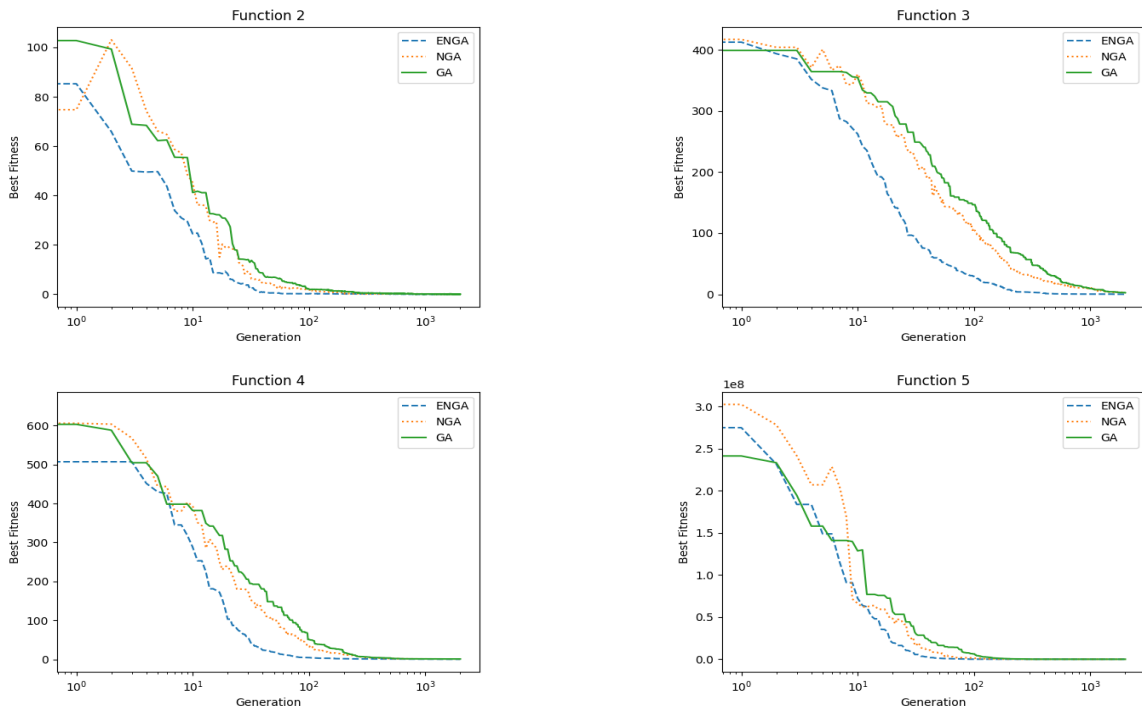 Function 2
100
80
60
40
20
0
Best Fitness
10⁰
10¹
10²
10³
Generation
ENGA
NGA
GA
Function 3
400
300
200
100
0
Best Fitness
10⁰
10¹
10²
10³
Generation
ENGA
NGA
GA
Function 4
600
500
400
300
200
100
0
Best Fitness
10⁰
10¹
10²
10³
Generation
ENGA
NGA
GA
Function 5
1e8
3.0
2.5
2.0
1.5
1.0
0.5
0.0
Best Fitness
10⁰
10¹
10²
10³
Generation
ENGA
NGA
GA